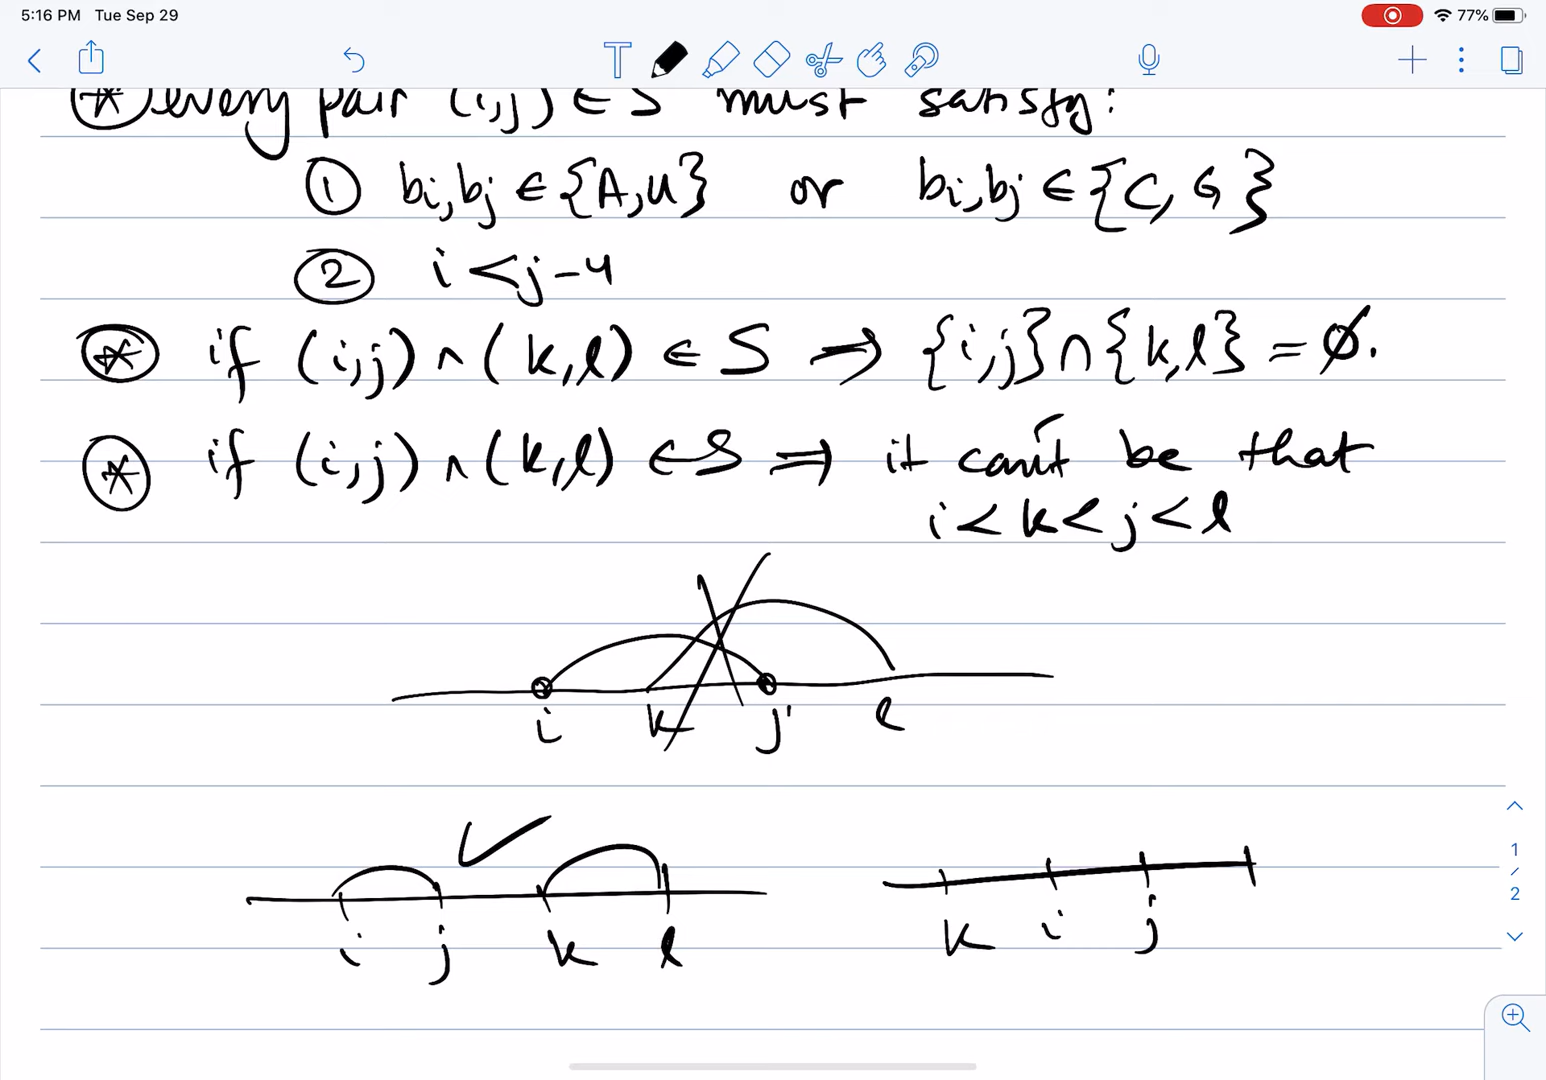 5:16 PM Tue Sep 29
77%
T
* every pair (i,j) ∈ S must satisfy:
① bi,bj ∈ {A,U} or bi,bj ∈ {C,G}
② i < j-4
* if (i,j) ∧ (k,l) ∈ S ⇒ {i,j} ∩ {k,l} = ∅.
* if (i,j) ∧ (k,l) ∈ S ⇒ it can't be that
i < k < j < l
i k j l
i j k l
k i j
1
/
2